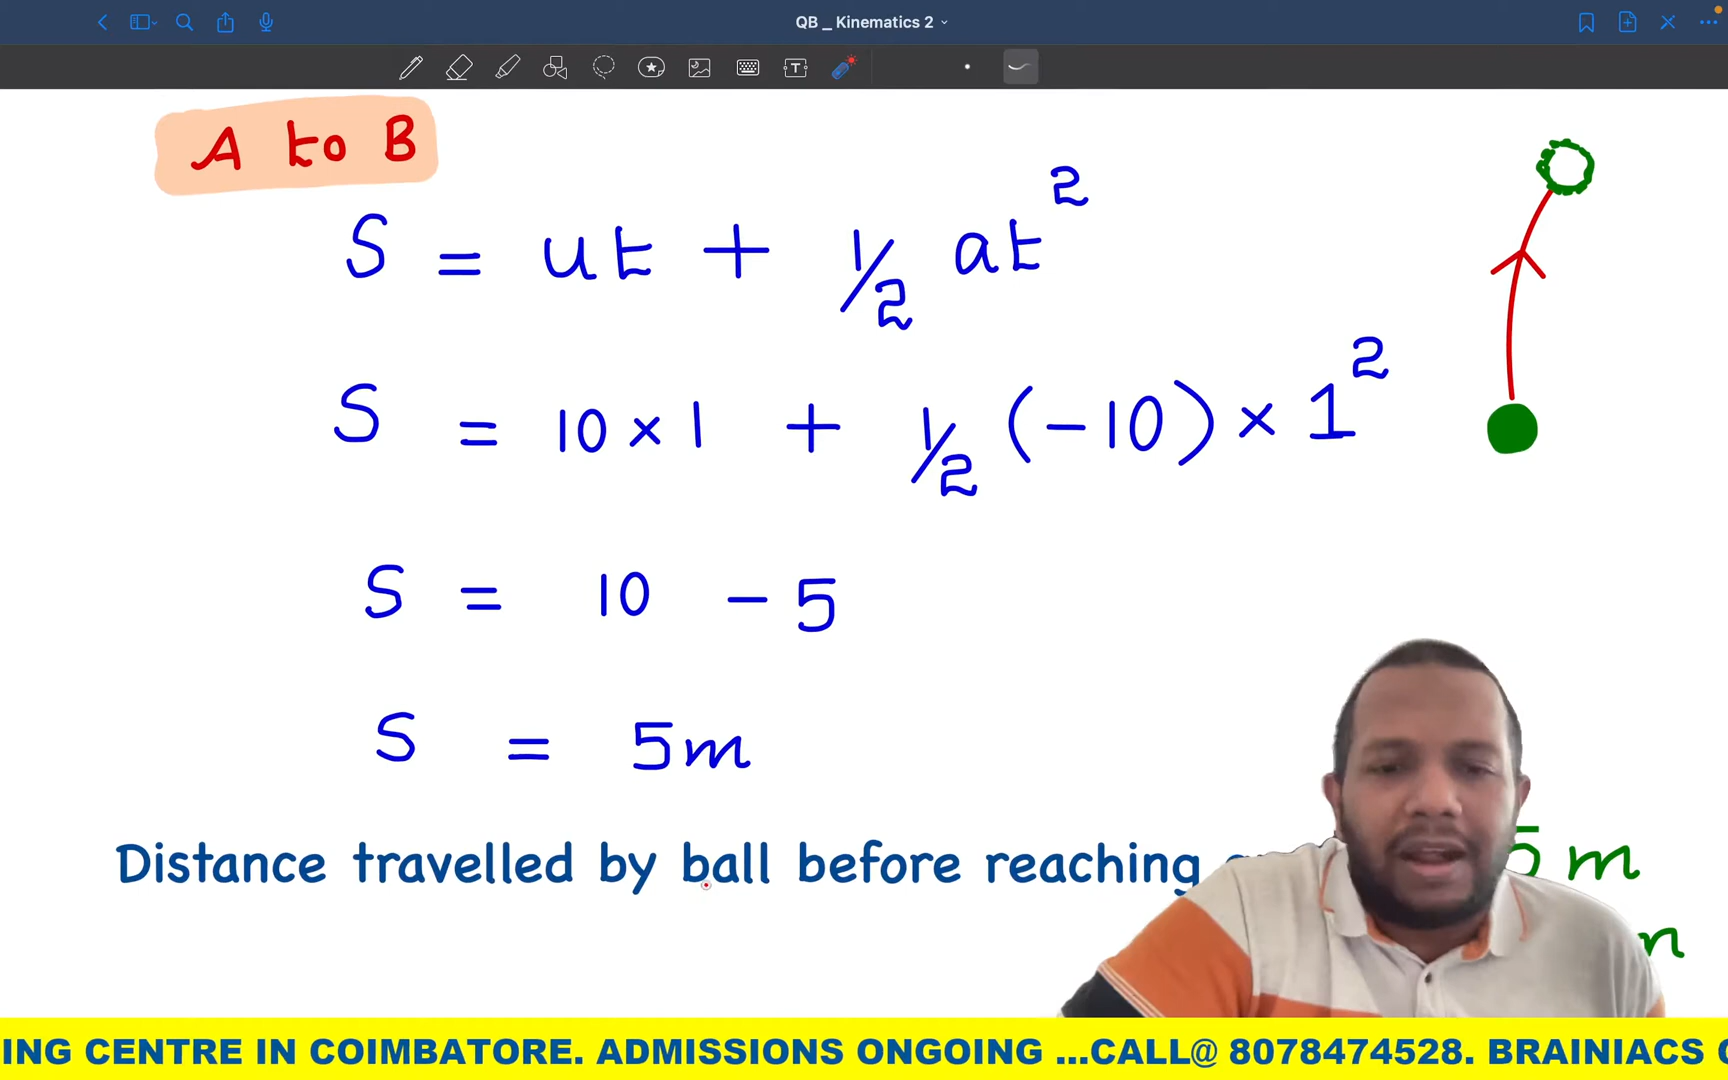 QB _ Kinematics 2
A to B
S = ut + 1/2 at²
S = 10 × 1 + 1/2 (-10) × 1²
S = 10 - 5
S = 5m
Distance travelled by ball before reaching 5 m
m
ING CENTRE IN COIMBATORE. ADMISSIONS ONGOING ...CALL@ 8078474528. BRAINIACS